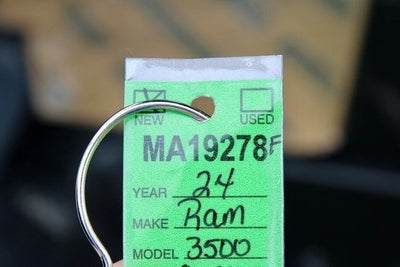 NEW USED
MA19278F
YEAR 24
MAKE Ram
MODEL 3500